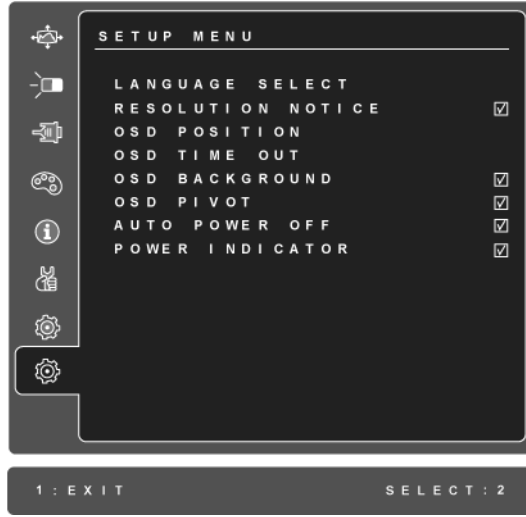 SETUP MENU
LANGUAGE SELECT
RESOLUTION NOTICE
OSD POSITION
OSD TIME OUT
OSD BACKGROUND
OSD PIVOT
AUTO POWER OFF
POWER INDICATOR
1:EXIT SELECT:2